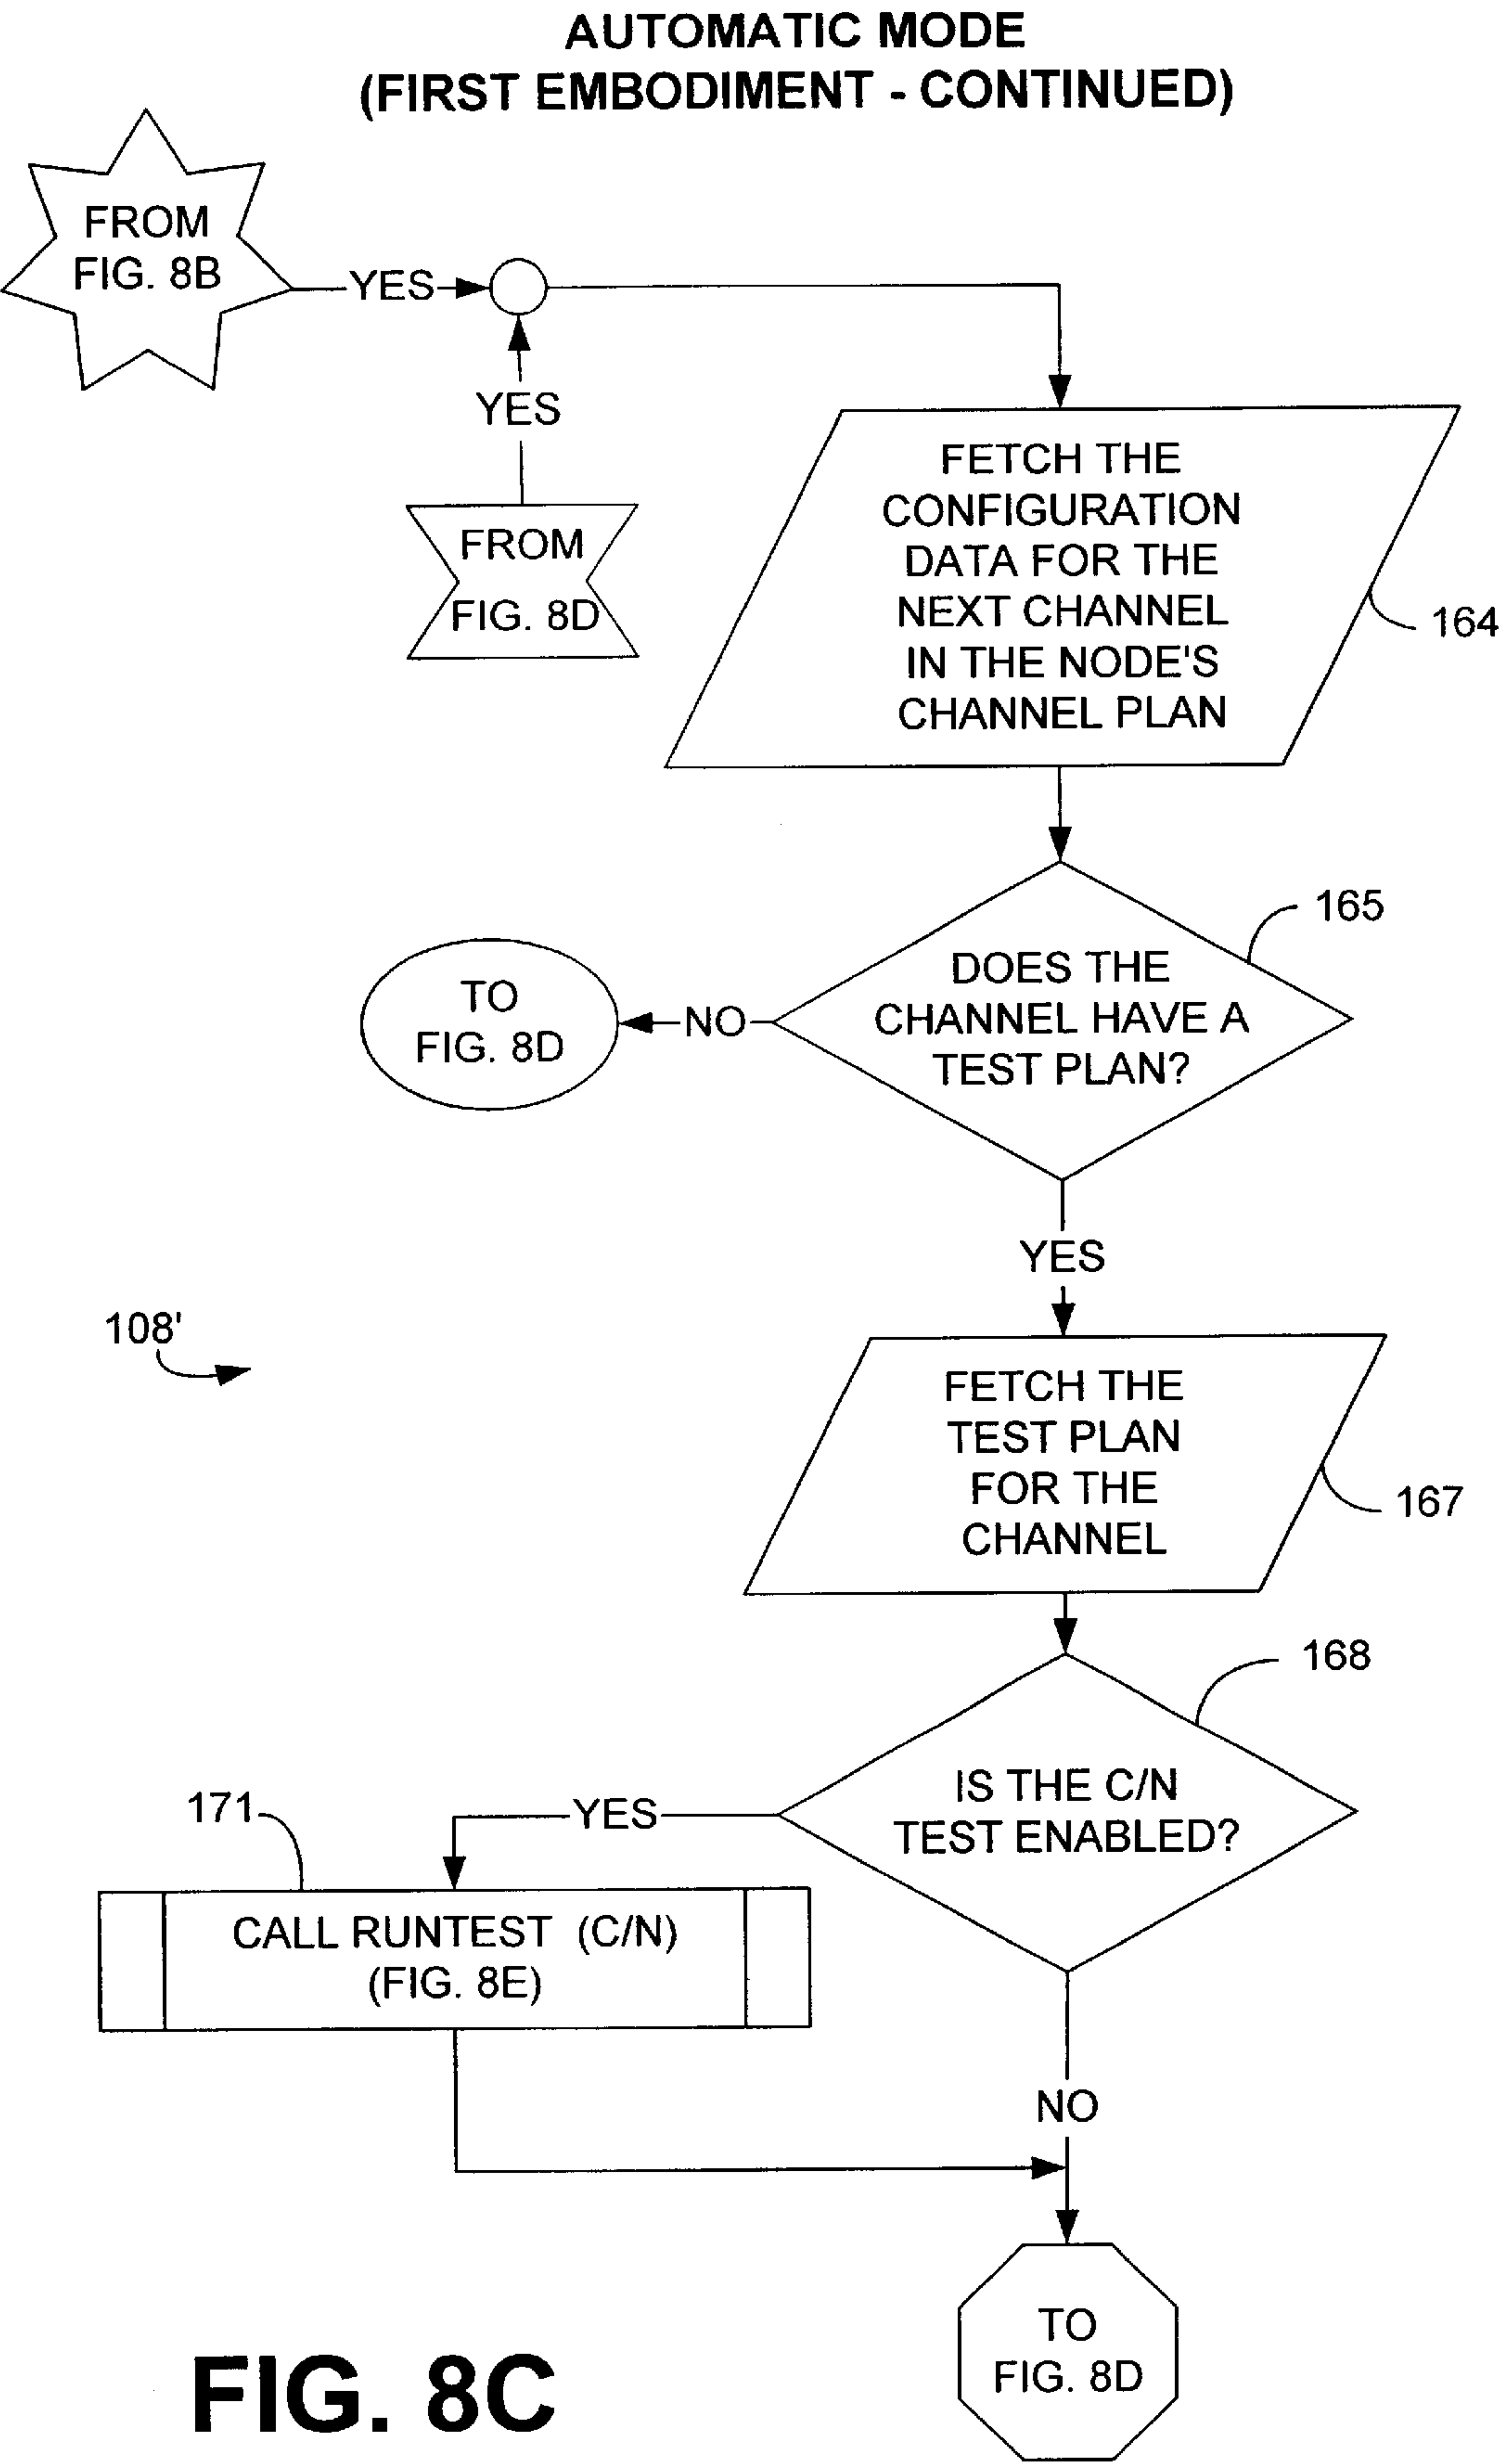 AUTOMATIC MODE
(FIRST EMBODIMENT - CONTINUED)
FROM
FIG. 8B
YES
YES
FROM
FIG. 8D
FETCH THE
CONFIGURATION
DATA FOR THE
NEXT CHANNEL
IN THE NODE'S
CHANNEL PLAN
164
165
DOES THE
CHANNEL HAVE A
TEST PLAN?
NO
TO
FIG. 8D
YES
108'
FETCH THE
TEST PLAN
FOR THE
CHANNEL
167
168
IS THE C/N
TEST ENABLED?
YES
171
CALL RUNTEST (C/N)
(FIG. 8E)
NO
TO
FIG. 8D
FIG. 8C